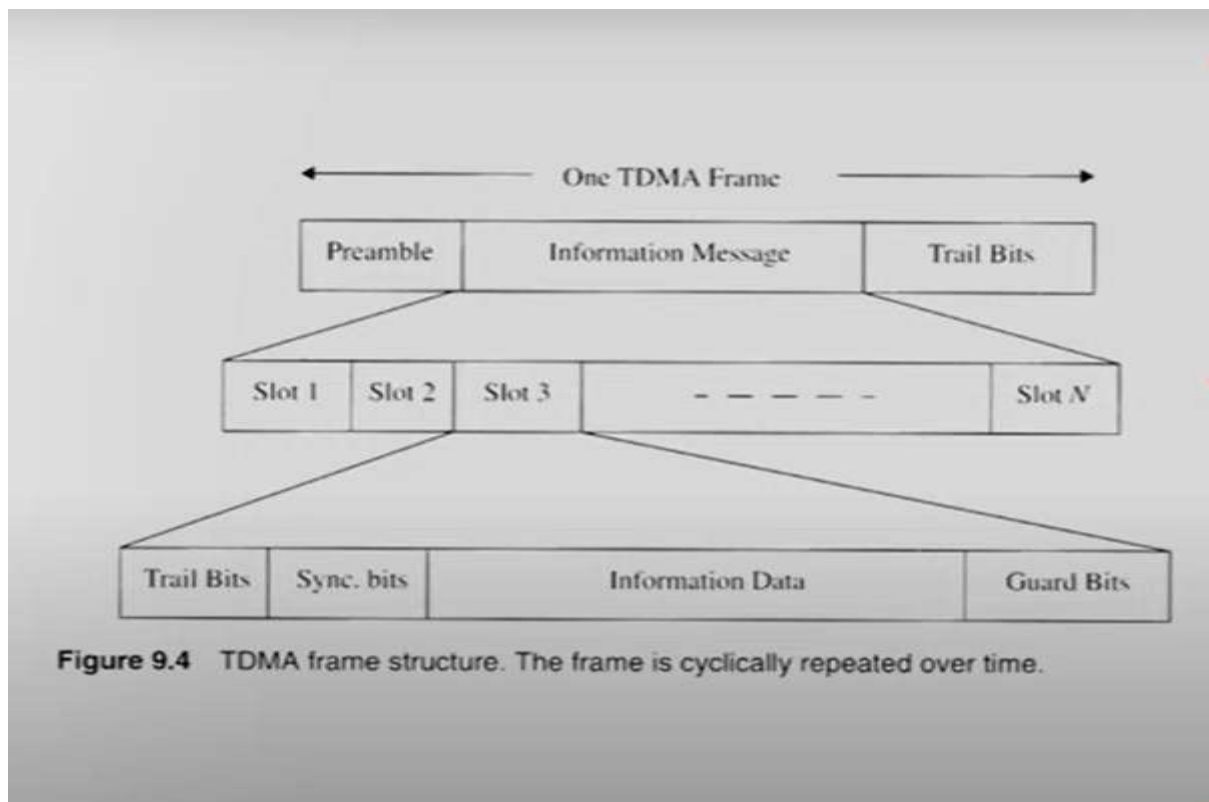 One TDMA Frame
Preamble Information Message Trail Bits
Slot 1 Slot 2 Slot 3 Slot N
Trail Bits Sync. bits Information Data Guard Bits
Figure 9.4 TDMA frame structure. The frame is cyclically repeated over time.